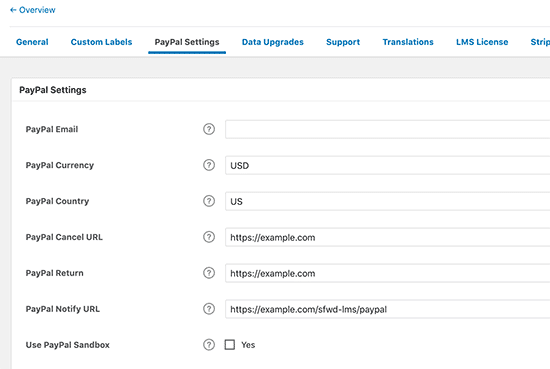 ← Overview
General Custom Labels PayPal Settings Data Upgrades Support Translations LMS License Strip
PayPal Settings
PayPal Email ?
PayPal Currency ? USD
PayPal Country ? US
PayPal Cancel URL ? https://example.com
PayPal Return ? https://example.com
PayPal Notify URL ? https://example.com/sfwd-lms/paypal
Use PayPal Sandbox ? Yes